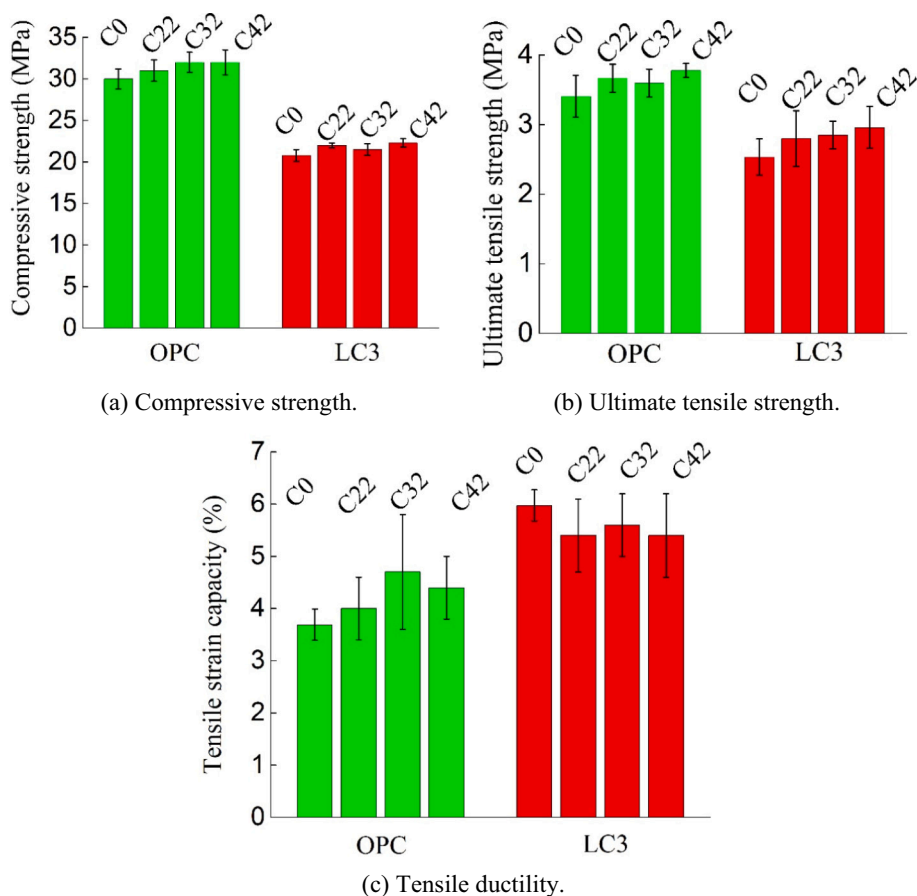 Compressive strength (MPa)
35
30
25
20
15
10
5
0
C0 C22 C32 C42
C0 C22 C32 C42
OPC LC3
(a) Compressive strength.
Ultimate tensile strength (MPa)
4
3
2
1
0
C0 C22 C32 C42
C0 C22 C32 C42
OPC LC3
(b) Ultimate tensile strength.
Tensile strain capacity (%)
7
6
5
4
3
2
1
0
C0 C22 C32 C42
C0 C22 C32 C42
OPC LC3
(c) Tensile ductility.